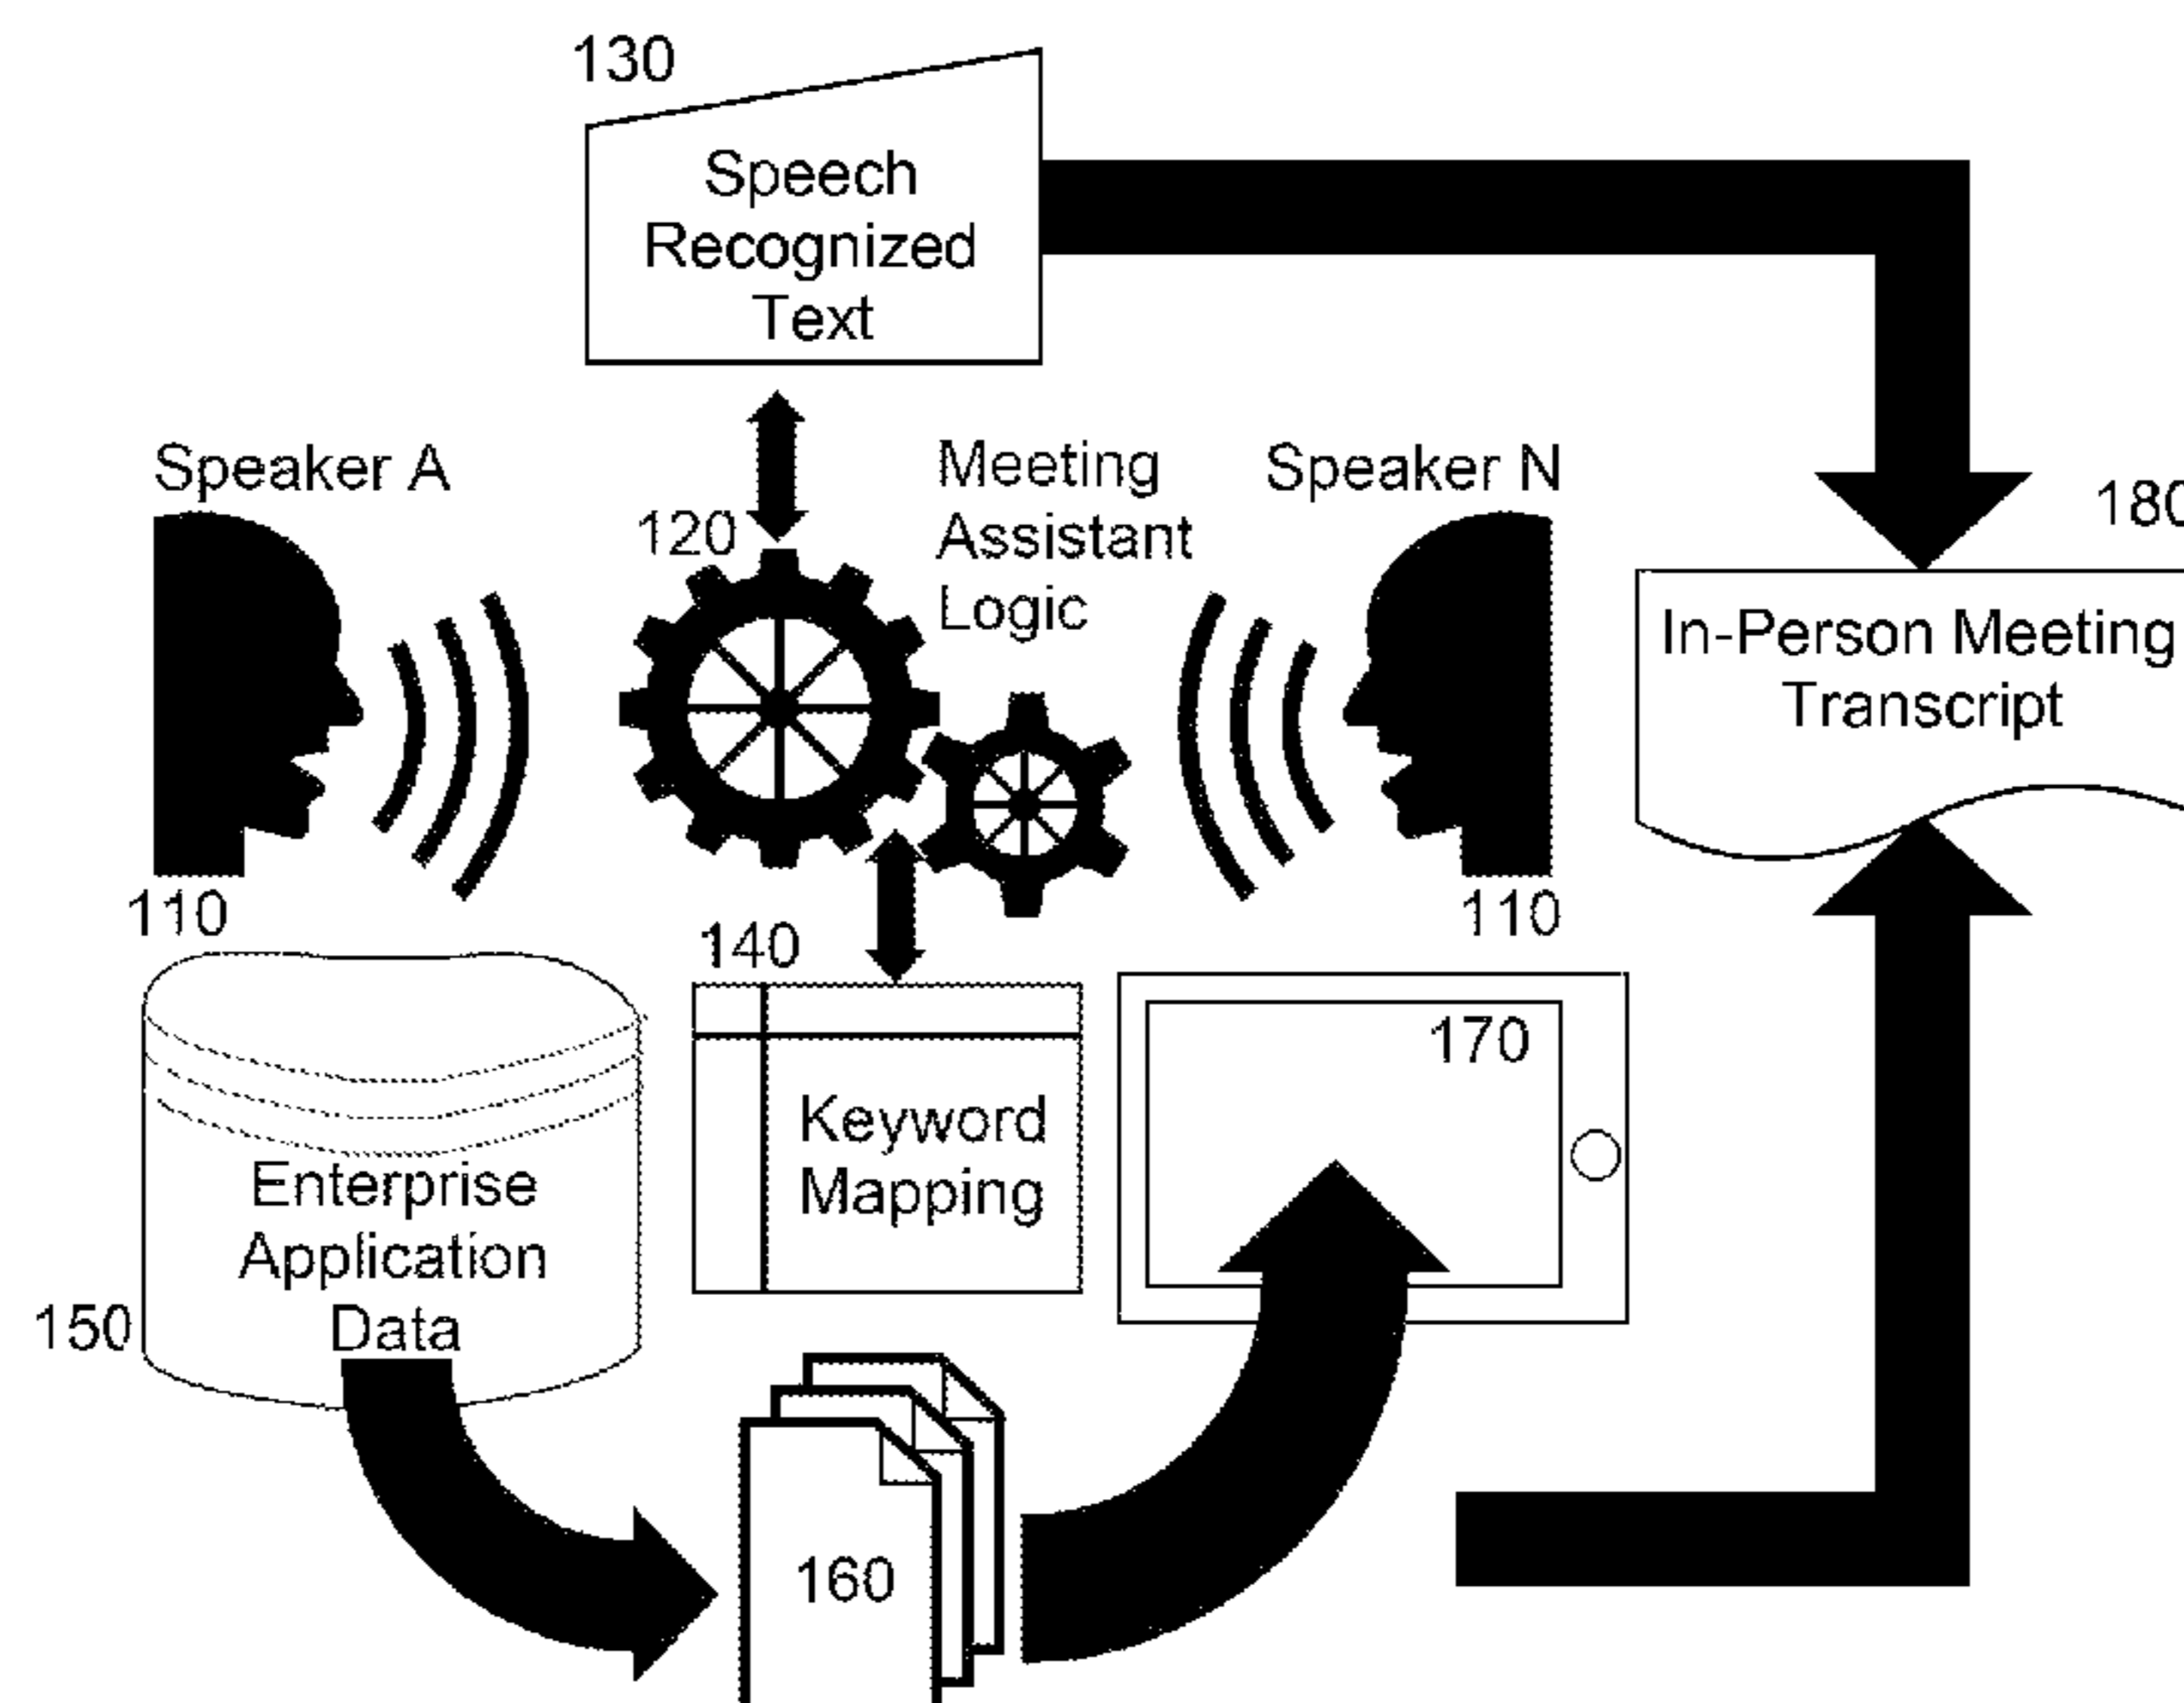 130
Speech
Recognized
Text
Speaker A
120
Meeting
Assistant
Logic
Speaker N
180
In-Person Meeting
Transcript
110
110
140
170
Keyword
Mapping
Enterprise
Application
Data
150
160